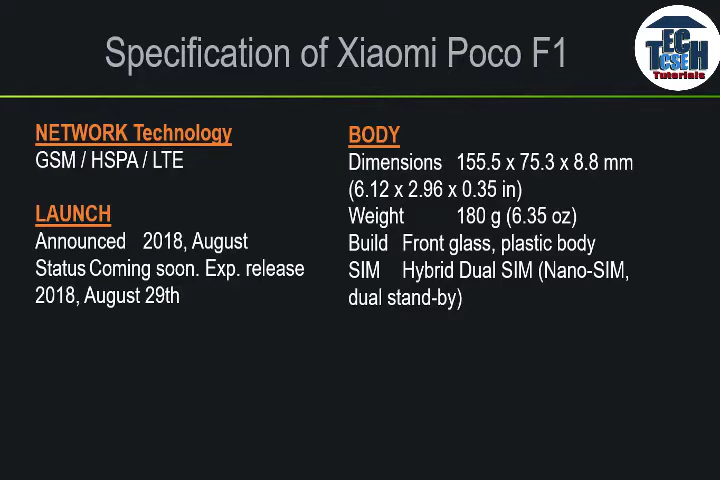 Specification of Xiaomi Poco F1
TECH
CSEH
Tutorials
NETWORK Technology
GSM / HSPA / LTE
LAUNCH
Announced 2018, August
Status Coming soon. Exp. release
2018, August 29th
BODY
Dimensions 155.5 x 75.3 x 8.8 mm
(6.12 x 2.96 x 0.35 in)
Weight 180 g (6.35 oz)
Build Front glass, plastic body
SIM Hybrid Dual SIM (Nano-SIM,
dual stand-by)